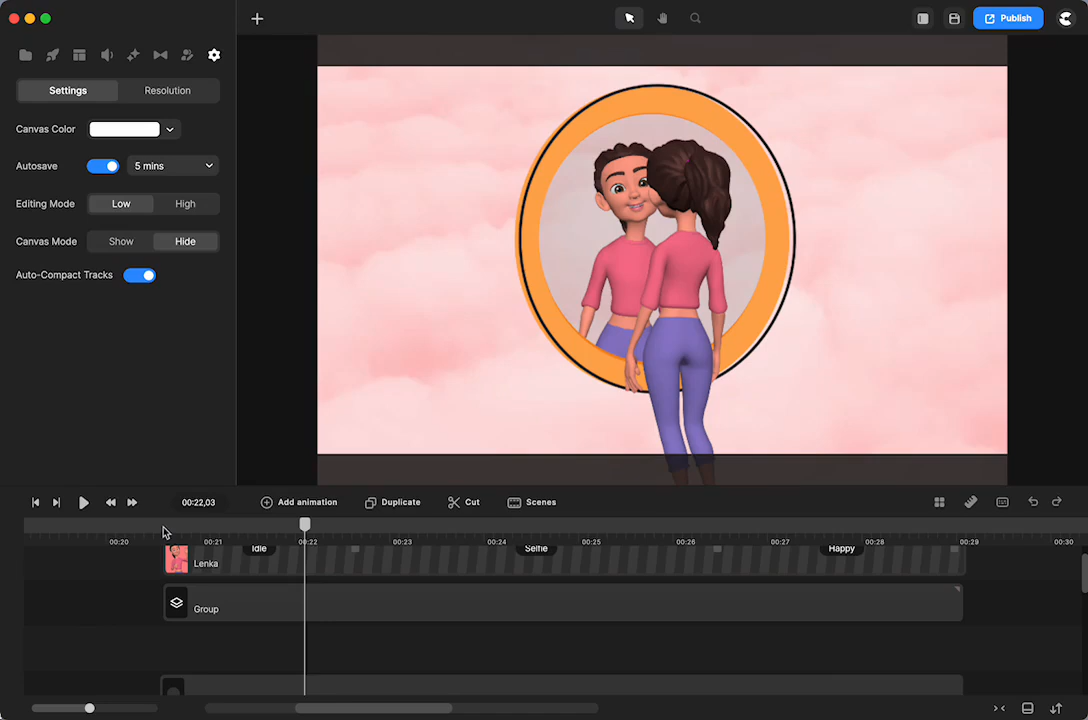 Publish
Settings
Resolution
Canvas Color
Autosave
5 mins
Editing Mode
Low
High
Canvas Mode
Show
Hide
Auto-Compact Tracks
00:22,03
Add animation
Duplicate
Cut
Scenes
00:20
00:21
00:22
00:23
00:24
00:25
00:26
00:27
00:28
00:29
00:30
Idle
Selfie
Happy
Lenka
Group